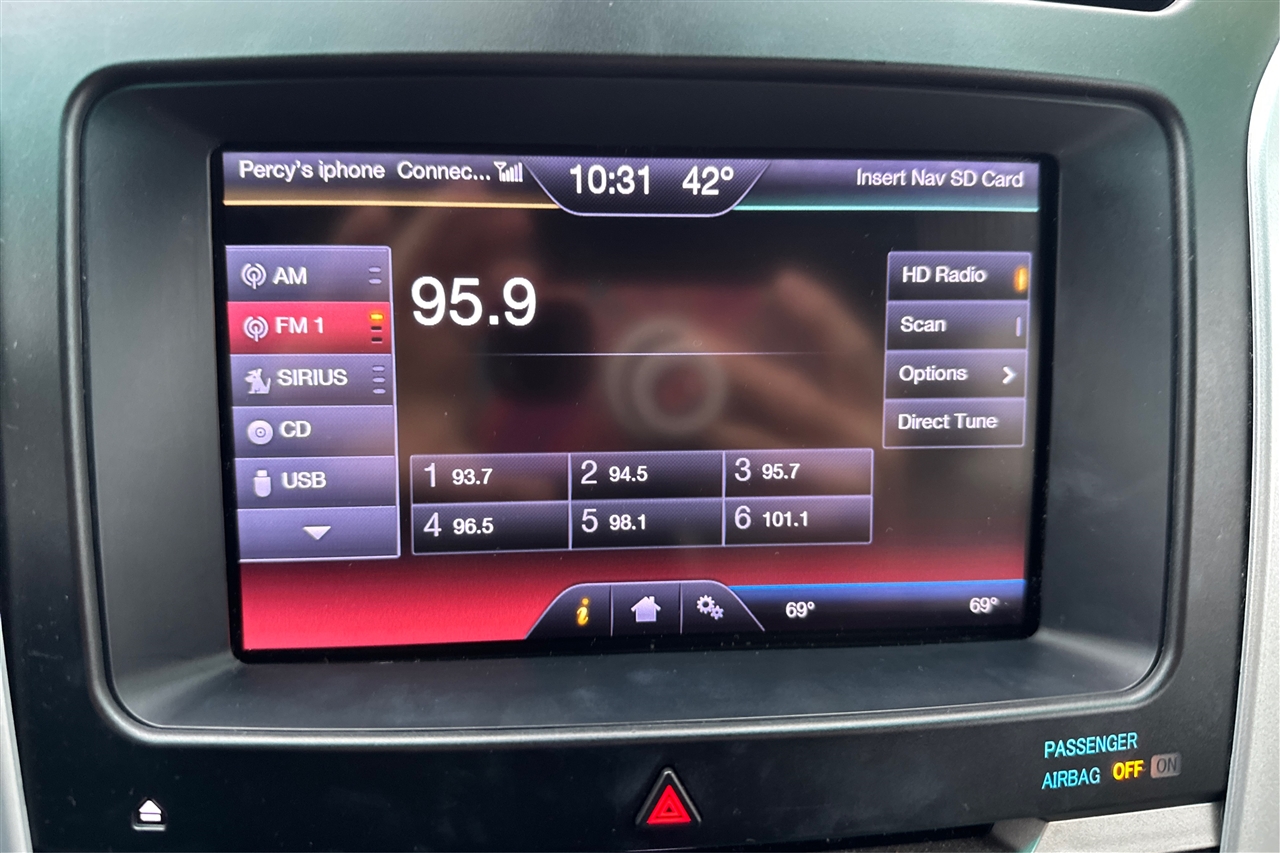 Percy's iphone Connec...
10:31 42°
Insert Nav SD Card
AM
FM 1
SIRIUS
CD
USB
95.9
HD Radio
Scan
Options
Direct Tune
1 93.7 2 94.5 3 95.7
4 96.5 5 98.1 6 101.1
i
69° 69°
PASSENGER
AIRBAG OFF ON